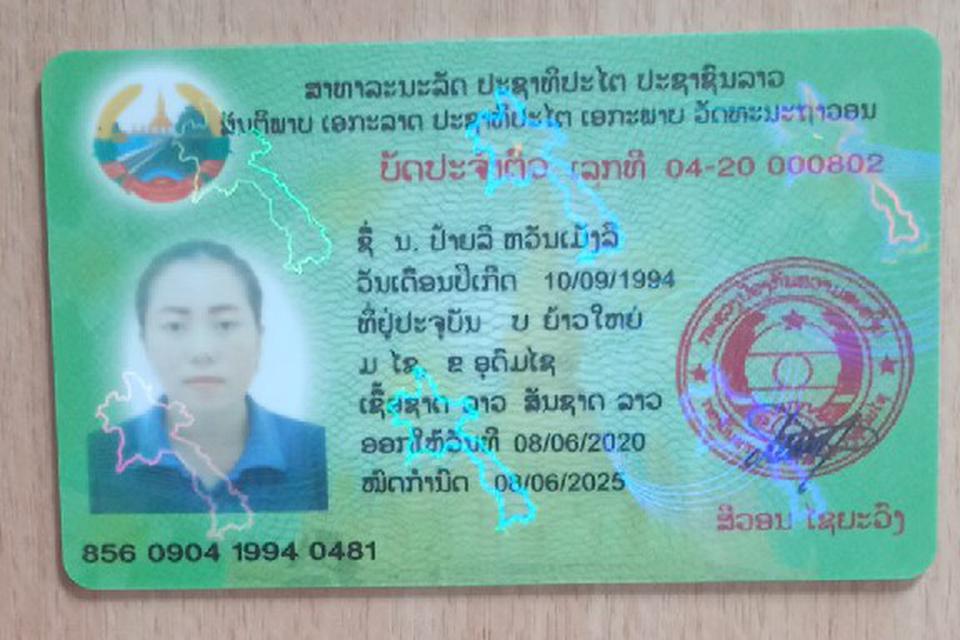 ສາທາລະນະລັດ ປະຊາທິປະໄຕ ປະຊາຊົນລາວ
ສັນຕິພາບ ເອກະລາດ ປະຊາທິປະໄຕ ເອກະພາບ ວັດທະນະຖາວອນ
ບັດປະຈຳຕົວ ເລກທີ 04-20 000802
ຊື່ ນ. ປ້າຍລີ ຫວັນເມັງລີ
ວັນເດືອນປີເກີດ 10/09/1994
ທີ່ຢູ່ປະຈຸບັນ ບ ຍ້າວໃຫຍ່
ມ ໄຊ ຂ ອຸດົມໄຊ
ເຊື້ອຊາດ ລາວ ສັນຊາດ ລາວ
ອອກໃຫ້ວັນທີ 08/06/2020
ໝົດກຳນົດ 08/06/2025
ສີວອນ ໄຊຍະວົງ
856 0904 1994 0481